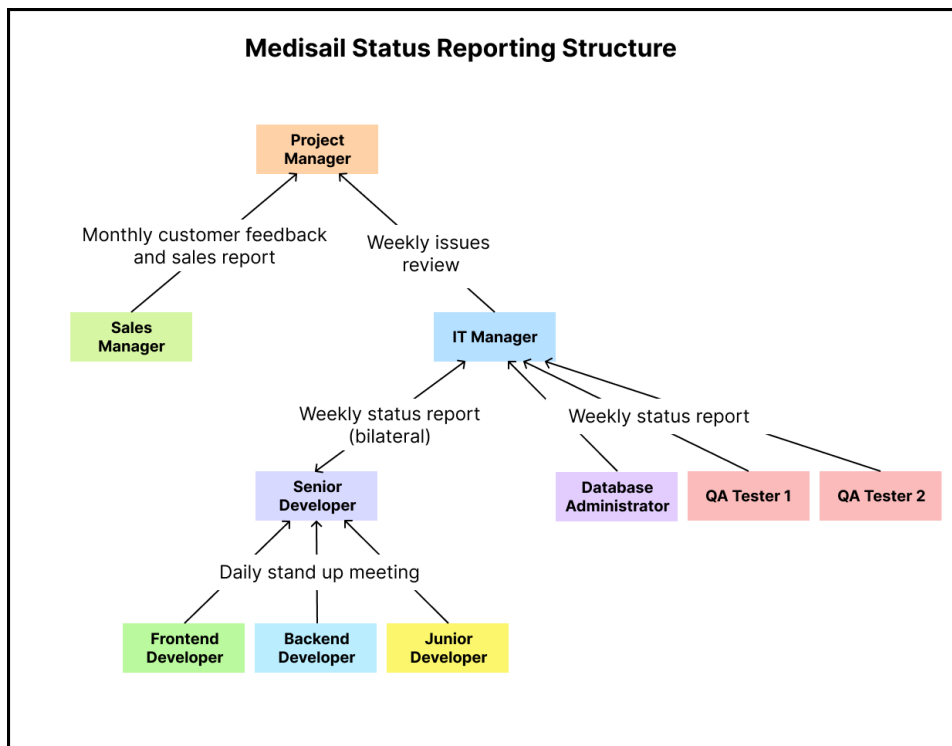 Medisail Status Reporting Structure
Project
Manager
Monthly customer feedback
and sales report
Weekly issues
review
Sales
Manager
IT Manager
Weekly status report
(bilateral)
Weekly status report
Senior
Developer
Database
Administrator
QA Tester 1
QA Tester 2
Daily stand up meeting
Frontend
Developer
Backend
Developer
Junior
Developer